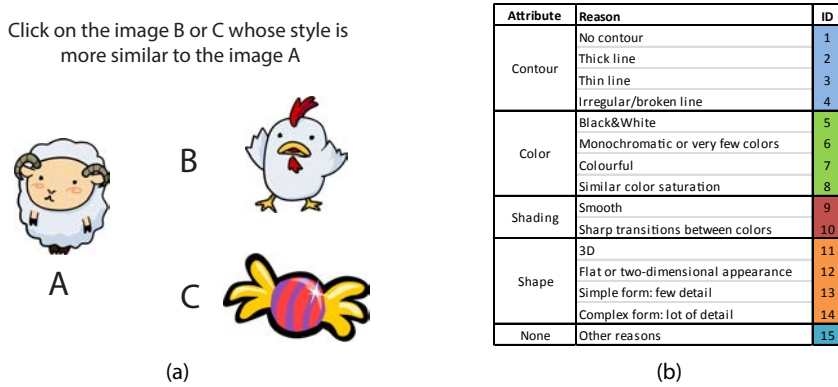 Click on the image B or C whose style is
more similar to the image A
A
B
C
(a)
Attribute Reason ID
Contour
No contour 1
Thick line 2
Thin line 3
Irregular/broken line 4
Color
Black&White 5
Monochromatic or very few colors 6
Colourful 7
Similar color saturation 8
Shading
Smooth 9
Sharp transitions between colors 10
Shape
3D 11
Flat or two-dimensional appearance 12
Simple form: few detail 13
Complex form: lot of detail 14
None Other reasons 15
(b)